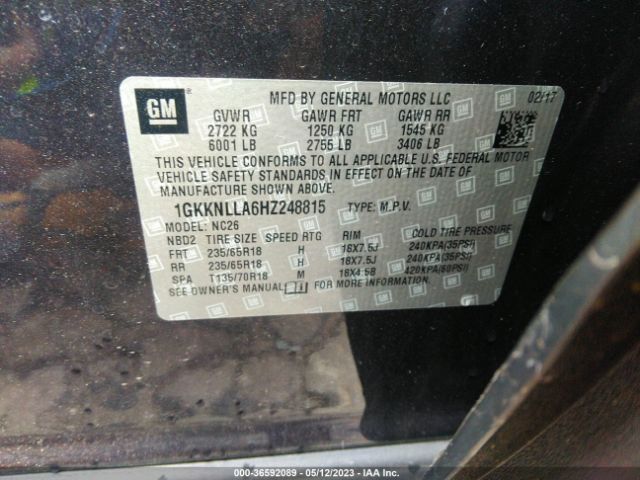 GM
MFD BY GENERAL MOTORS LLC 02/17
GVWR GAWR FRT GAWR RR
2722 KG 1250 KG 1545 KG
6001 LB 2755 LB 3406 LB
THIS VEHICLE CONFORMS TO ALL APPLICABLE U.S. FEDERAL MOTOR
VEHICLE SAFETY STANDARDS IN EFFECT ON THE DATE OF
MANUFACTURE SHOWN ABOVE.
1GKKNLLA6HZ248815 TYPE: M.P.V.
MODEL: NC26
NBD2 TIRE SIZE SPEED RTG RIM COLD TIRE PRESSURE
FRT 235/65R18 H 18X7.5J 240KPA(35PSI)
RR 235/65R18 H 18X7.5J 240KPA(35PSI)
SPA T135/70R18 M 18X4.5B 420KPA(60PSI)
SEE OWNER'S MANUAL FOR MORE INFORMATION.
000-36592089 - 05/12/2023 - IAA Inc.